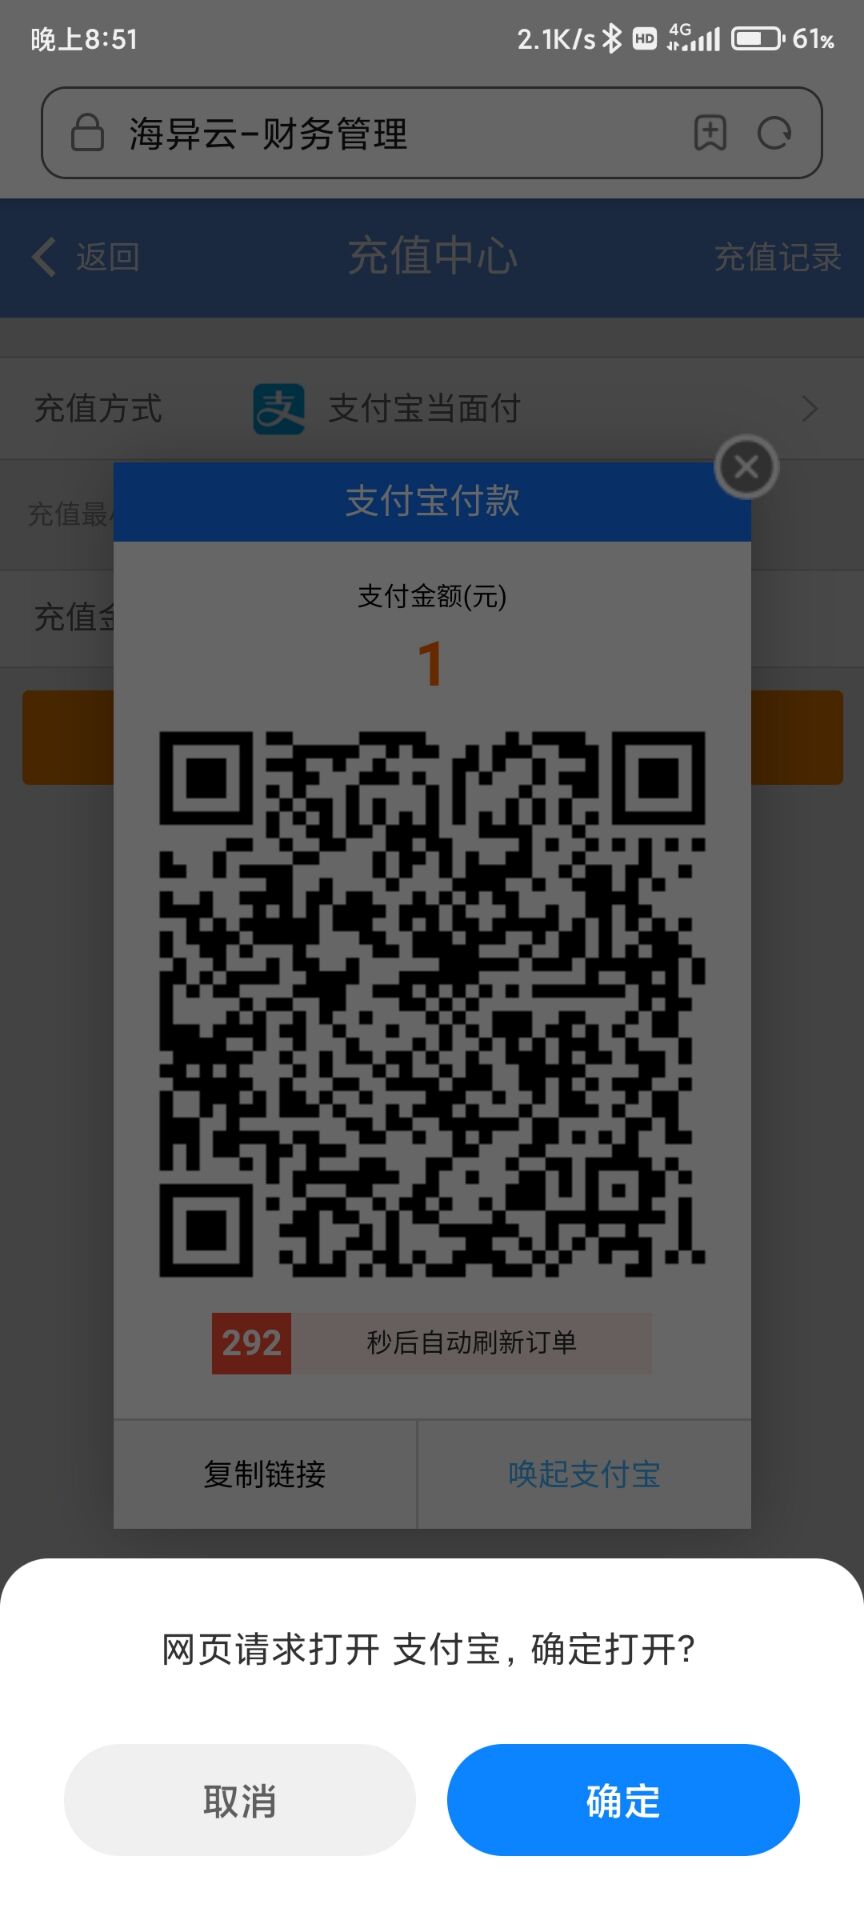 晚上8:51
2.1K/s HD 4G 61%
海异云-财务管理
返回 充值中心 充值记录
充值方式 支 支付宝当面付
支付宝付款
充值最
支付金额(元)
充值金
1
292 秒后自动刷新订单
复制链接 唤起支付宝
网页请求打开 支付宝, 确定打开?
取消 确定